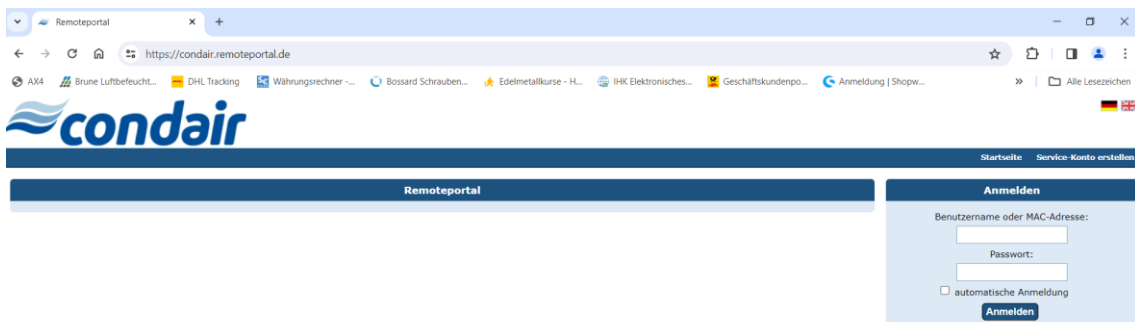 Remoteportal
https://condair.remoteportal.de
AX4 Brune Luftbefeucht... DHL Tracking Währungsrechner -... Bossard Schrauben... Edelmetallkurse - H... IHK Elektronisches... Geschäftskundenpo... Anmeldung | Shopw... » Alle Lesezeichen
condair
Startseite Service-Konto erstellen
Remoteportal
Anmelden
Benutzername oder MAC-Adresse:
Passwort:
automatische Anmeldung
Anmelden